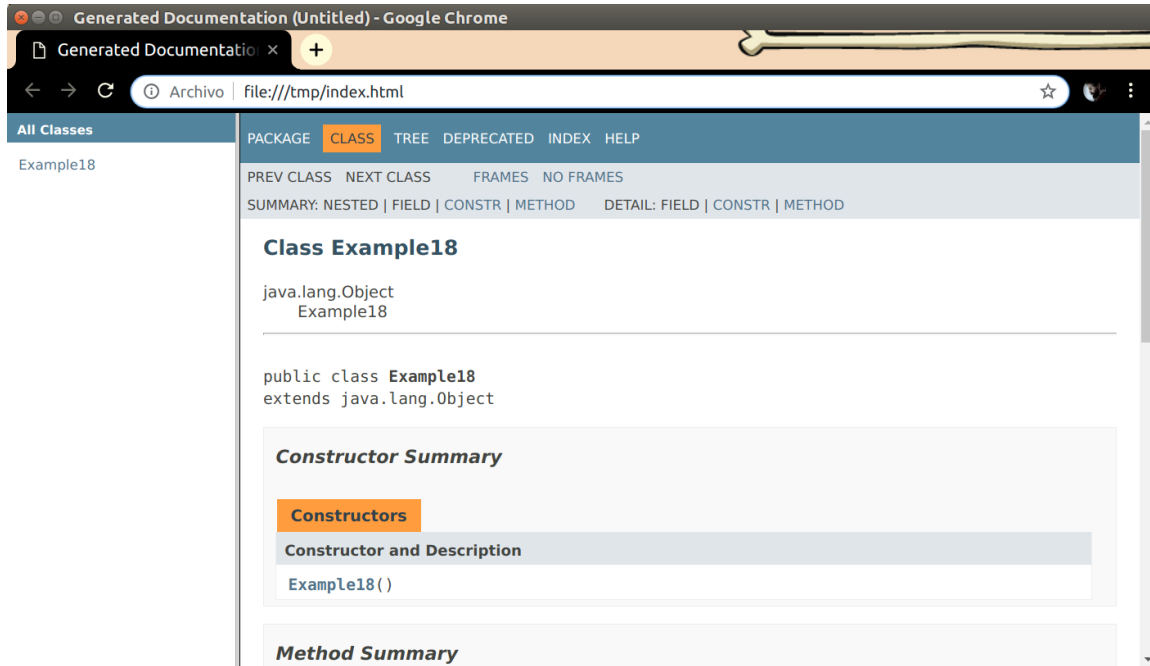 Generated Documentation (Untitled) - Google Chrome
Generated Documentatio
Archivo file:///tmp/index.html
All Classes
Example18
PACKAGE CLASS TREE DEPRECATED INDEX HELP
PREV CLASS NEXT CLASS FRAMES NO FRAMES
SUMMARY: NESTED | FIELD | CONSTR | METHOD DETAIL: FIELD | CONSTR | METHOD
Class Example18
java.lang.Object
Example18
public class Example18
extends java.lang.Object
Constructor Summary
Constructors
Constructor and Description
Example18()
Method Summary